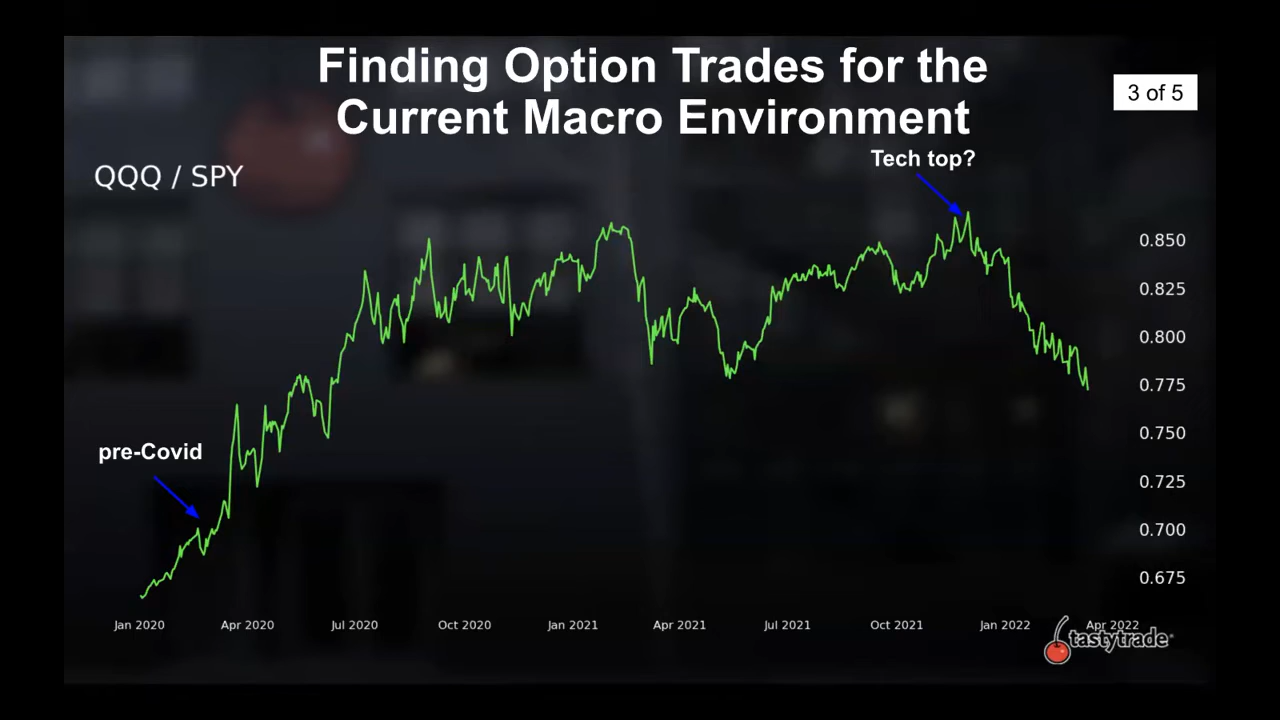 Finding Option Trades for the
Current Macro Environment
3 of 5
Tech top?
QQQ / SPY
0.850
0.825
0.800
0.775
0.750
pre-Covid
0.725
0.700
0.675
Jan 2020 Apr 2020 Jul 2020 Oct 2020 Jan 2021 Apr 2021 Jul 2021 Oct 2021 Jan 2022 Apr 2022
tastytrade